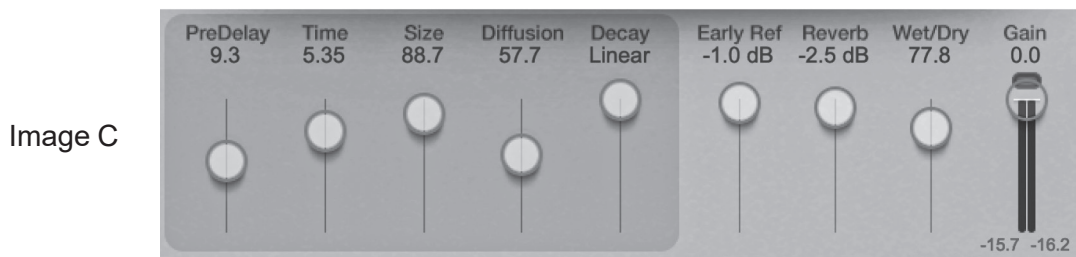 Image C
PreDelay Time Size Diffusion Decay Early Ref Reverb Wet/Dry Gain
9.3 5.35 88.7 57.7 Linear -1.0 dB -2.5 dB 77.8 0.0
-15.7 -16.2